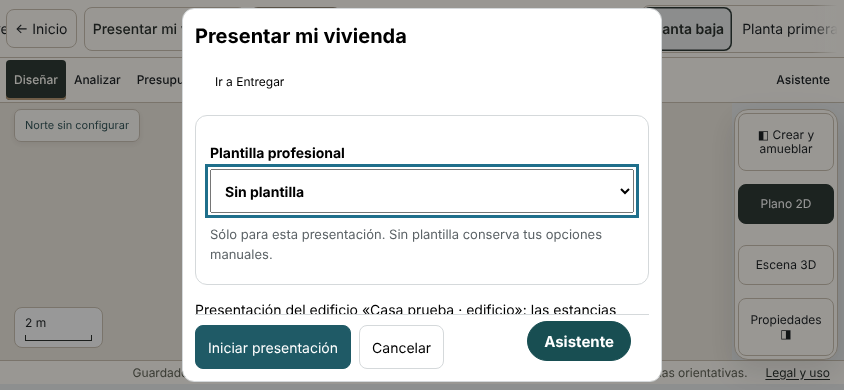 ← Inicio
Presentar mi
Presentar mi vivienda
anta baja
Planta primera
Diseñar
Analizar
Presupu
Ir a Entregar
Asistente
Norte sin configurar
Plantilla profesional
Sin plantilla
Sólo para esta presentación. Sin plantilla conserva tus opciones
manuales.
Presentación del edificio «Casa prueba · edificio»: las estancias
Iniciar presentación
Cancelar
Asistente
◧ Crear y
amueblar
Plano 2D
Escena 3D
Propiedades
◨
2 m
Guardad
as orientativas.
Legal y uso